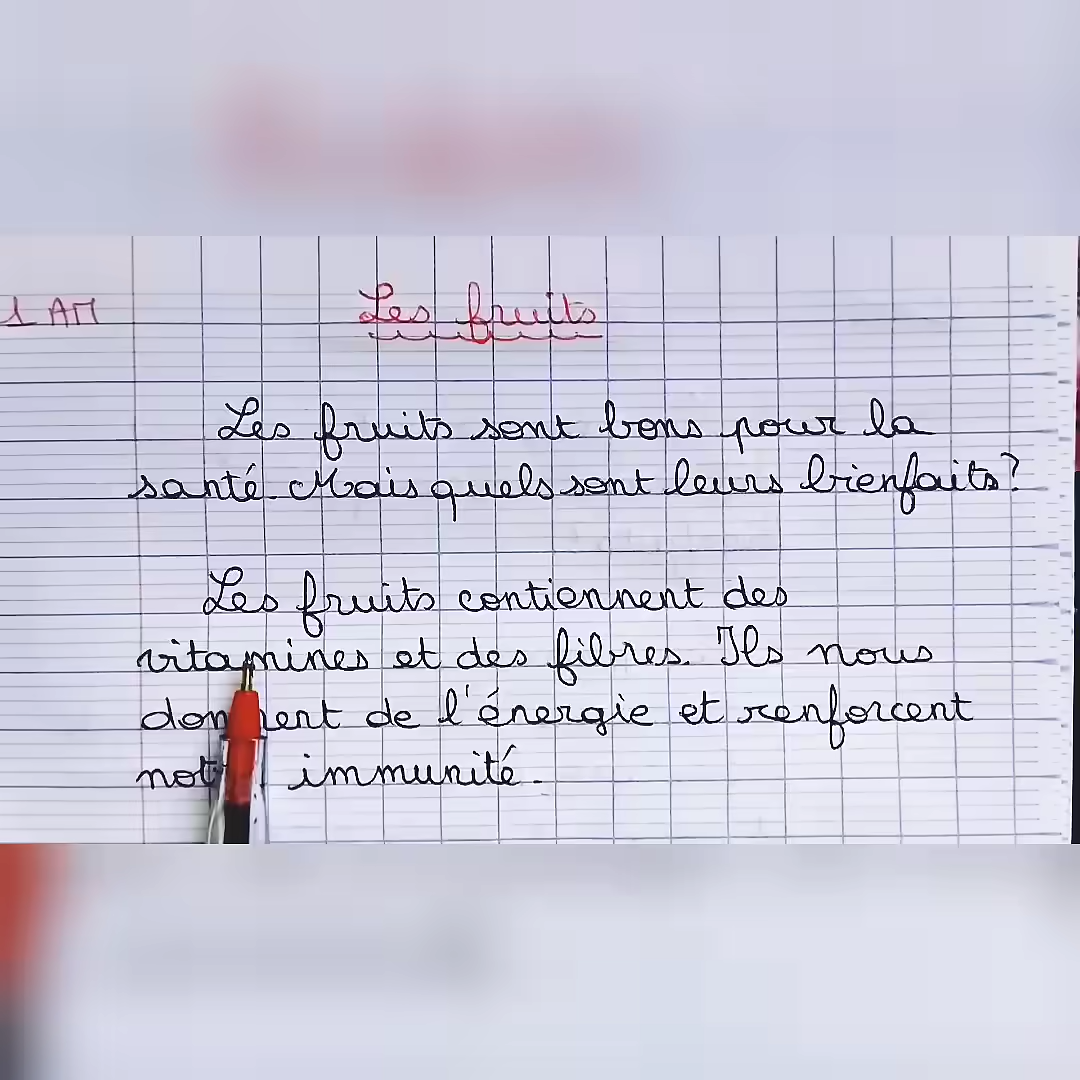 1 AM
Les fruits
Les fruits sont bons pour la
santé. Mais quels sont leurs bienfaits?
Les fruits contiennent des
vitamines et des fibres. Ils nous
donnent de l'énergie et renforcent
immunité.